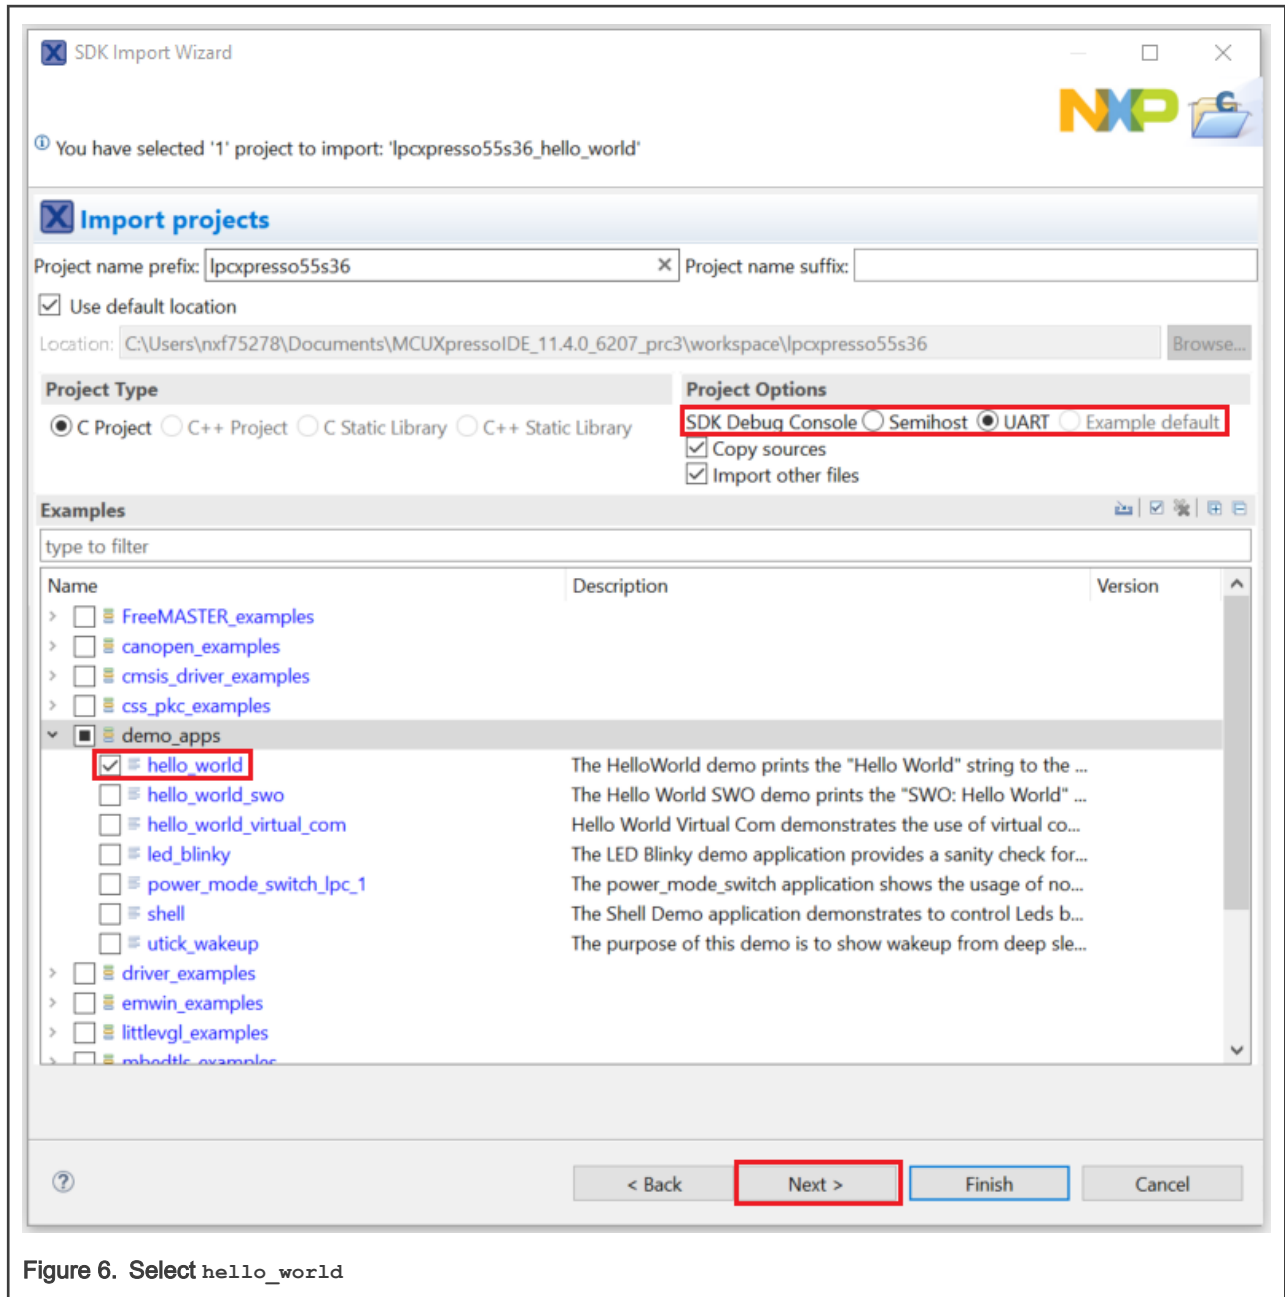 SDK Import Wizard
NXP
You have selected '1' project to import: 'lpcxpresso55s36_hello_world'
Import projects
Project name prefix: lpcxpresso55s36 Project name suffix:
Use default location
Location: C:\Users\nxf75278\Documents\MCUXpressoIDE_11.4.0_6207_prc3\workspace\lpcxpresso55s36 Browse...
Project Type Project Options
C Project C++ Project C Static Library C++ Static Library SDK Debug Console Semihost UART Example default
Copy sources
Import other files
Examples
type to filter
Name Description Version
FreeMASTER_examples
canopen_examples
cmsis_driver_examples
css_pkc_examples
demo_apps
hello_world The HelloWorld demo prints the "Hello World" string to the ...
hello_world_swo The Hello World SWO demo prints the "SWO: Hello World" ...
hello_world_virtual_com Hello World Virtual Com demonstrates the use of virtual co...
led_blinky The LED Blinky demo application provides a sanity check for...
power_mode_switch_lpc_1 The power_mode_switch application shows the usage of no...
shell The Shell Demo application demonstrates to control Leds b...
utick_wakeup The purpose of this demo is to show wakeup from deep sle...
driver_examples
emwin_examples
littlevgl_examples
mbedtls_examples
< Back Next > Finish Cancel
Figure 6. Select hello_world